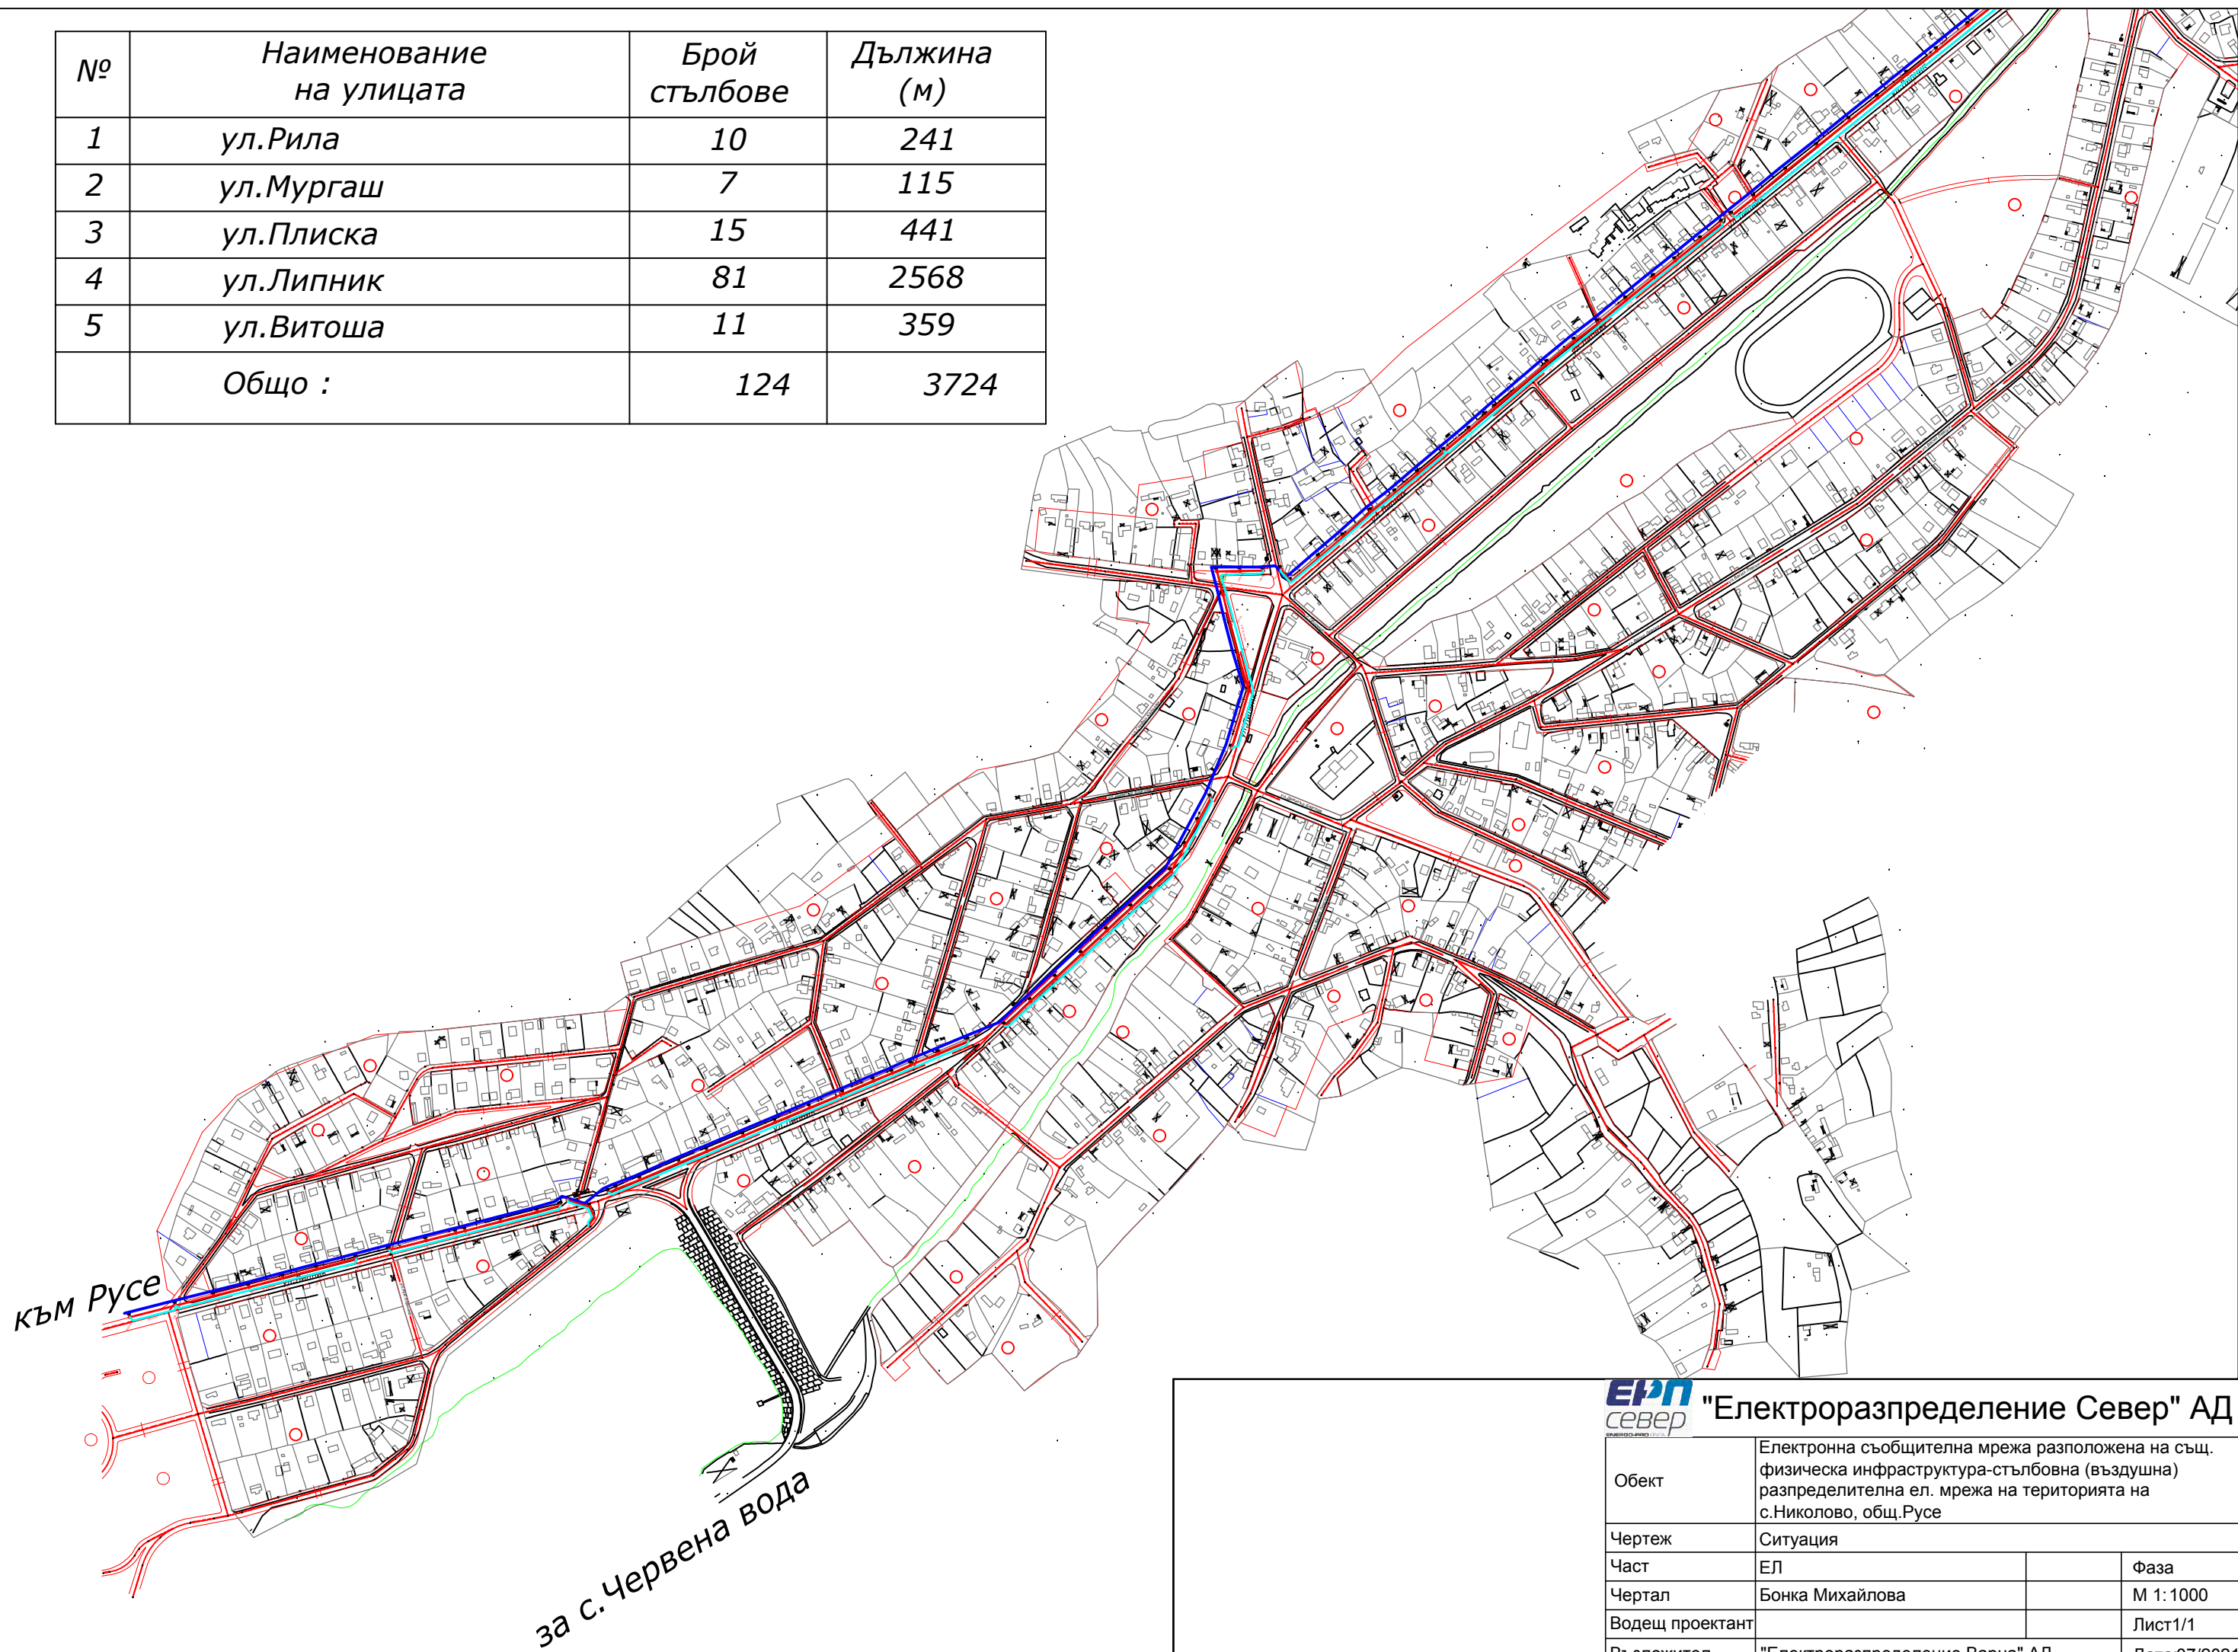 №
Наименование
на улицата
Брой
стълбове
Дължина
(м)
1 ул.Рила 10 241
2 ул.Мургаш 7 115
3 ул.Плиска 15 441
4 ул.Липник 81 2568
5 ул.Витоша 11 359
Общо : 124 3724
към Русе
за с.Червена вода
ЕРП
север
"Електроразпределение Север" АД
Обект
Електронна съобщителна мрежа разположена на същ.
физическа инфраструктура-стълбовна (въздушна)
разпределителна ел. мрежа на територията на
с.Николово, общ.Русе
Чертеж Ситуация
Част ЕЛ Фаза
Чертал Бонка Михайлова М 1:1000
Водещ проектант Лист1/1